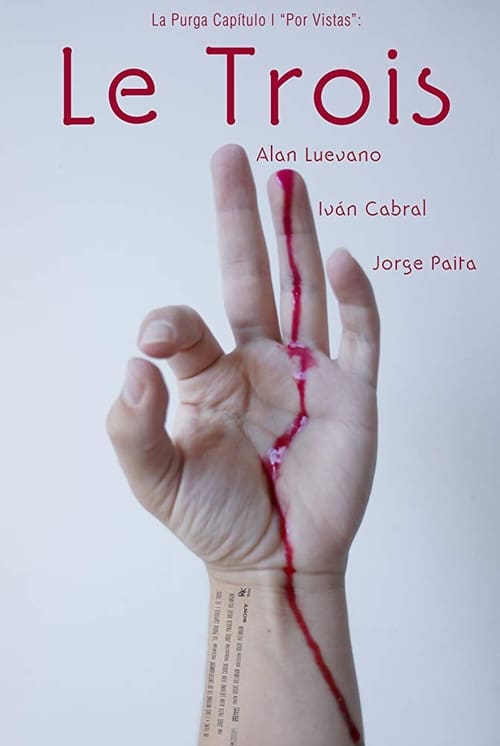 La Purga Capítulo I “Por Vistas”:
Le Trois
Alan Luevano
Iván Cabral
Jorge Paita